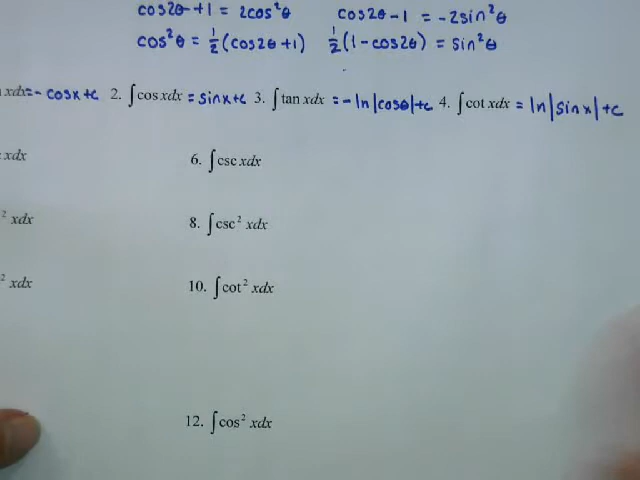 cos2θ+1 = 2cos²θ cos2θ-1 = -2sin²θ
cos²θ = ½(cos2θ+1) ½(1-cos2θ) = sin²θ
xdx = - cosx+c 2. ∫cos xdx = sinx+c 3. ∫tan xdx = -ln|cosθ|+c 4. ∫cot xdx = ln|sinx|+c
xdx 6. ∫csc xdx
² xdx 8. ∫csc² xdx
² xdx 10. ∫cot² xdx
12. ∫cos² xdx